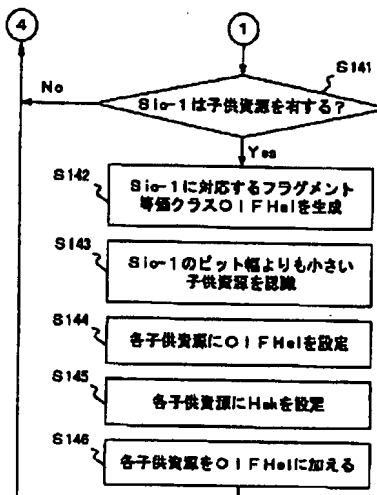 4
1
S141
No
Sio-1は子供資源を有する?
Yes
S142
Sio-1に対応するフラグメント
等価クラスOIFHelを生成
S143
Sio-1のビット幅よりも小さい
子供資源を認識
S144
各子供資源にOIFHelを設定
S145
各子供資源にHekを設定
S146
各子供資源をOIFHelに加える